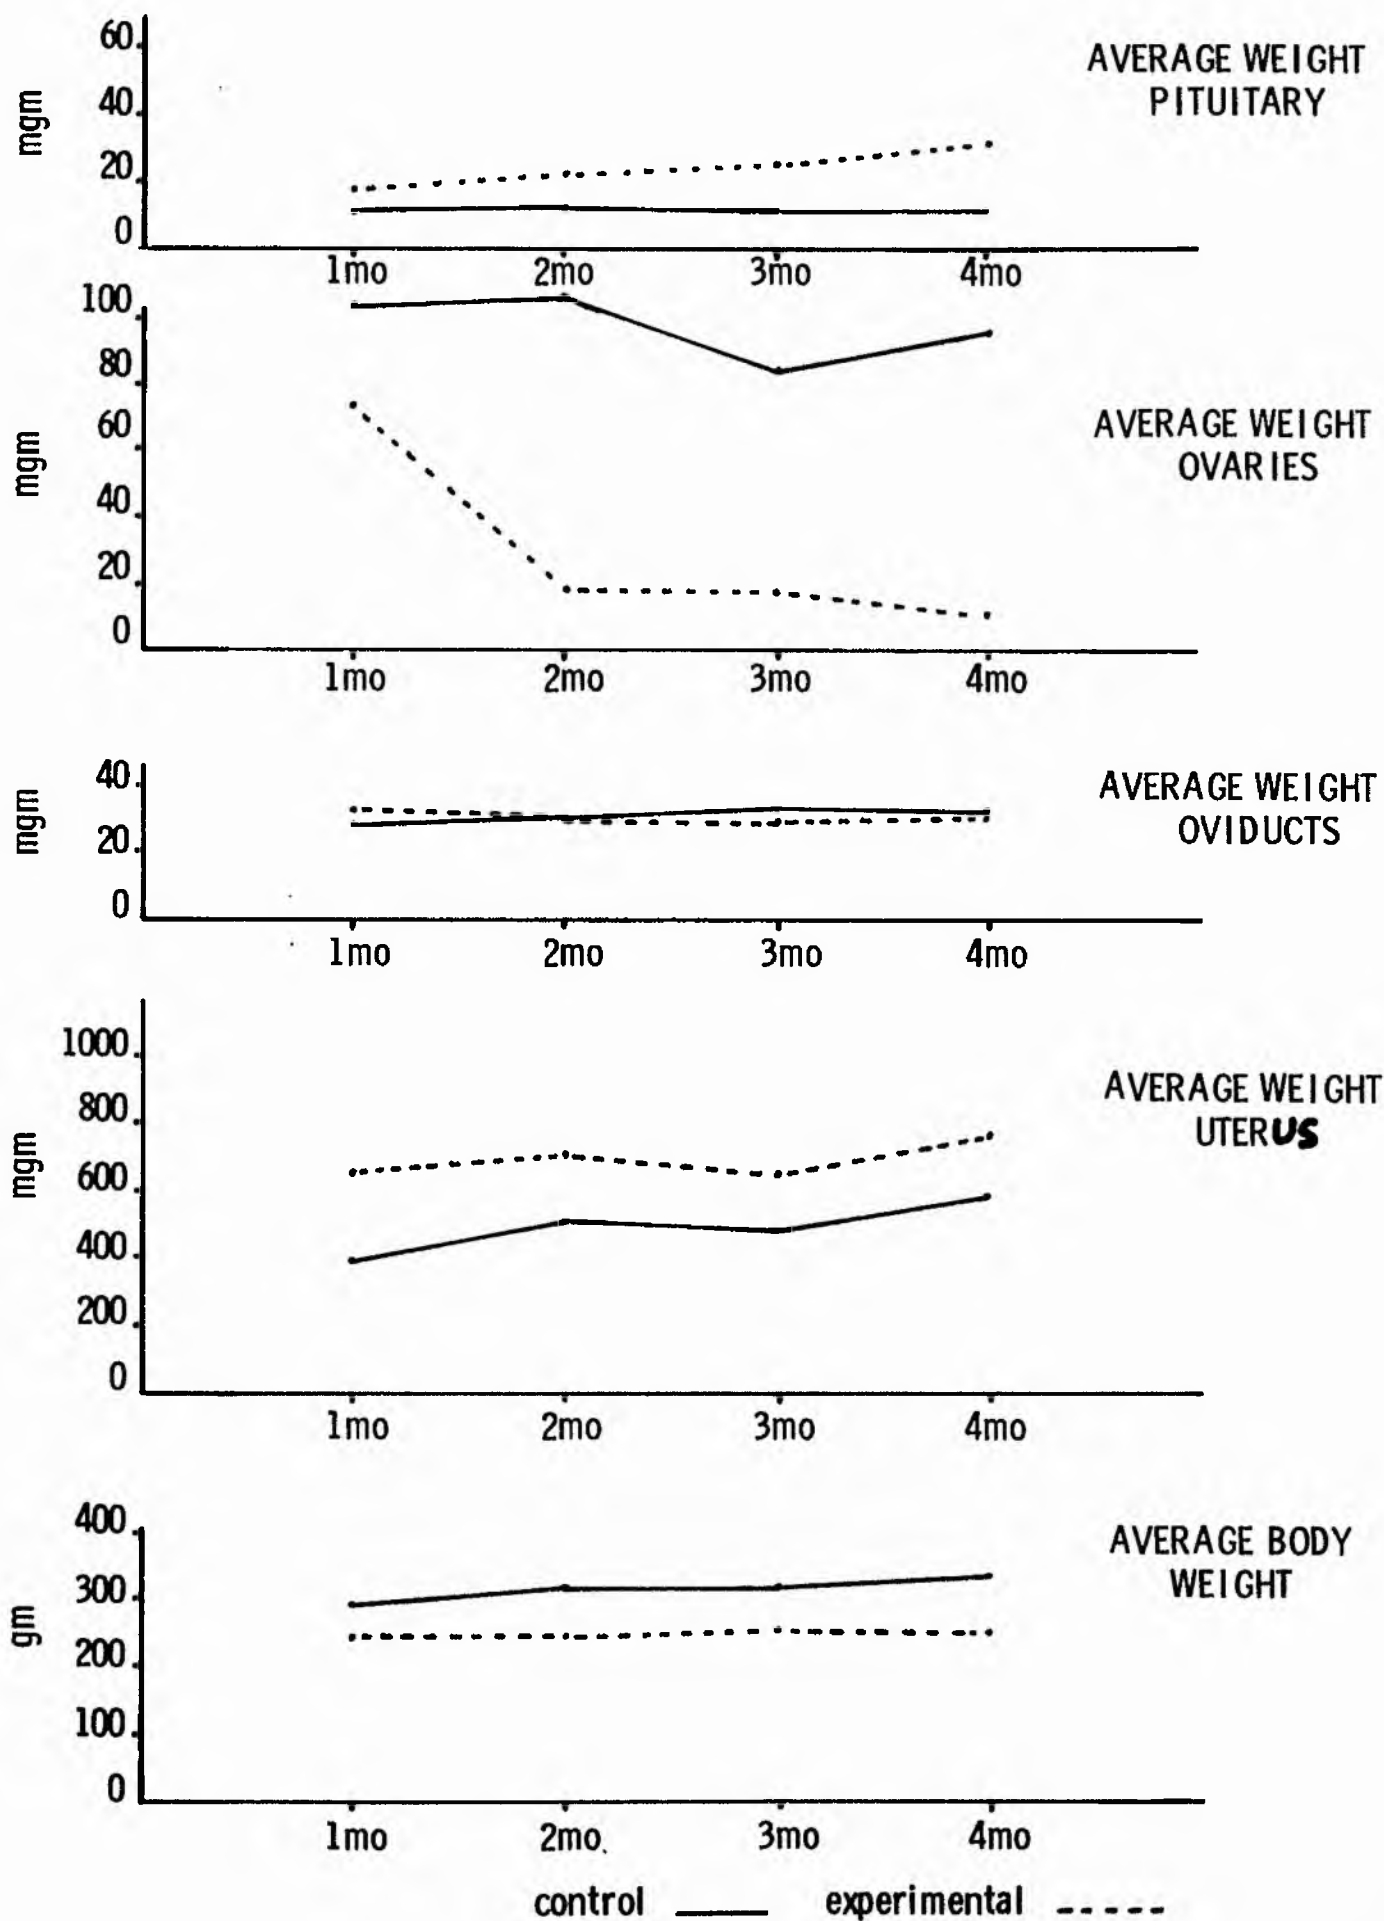 60
AVERAGE WEIGHT
PITUITARY
mgm
40
20
0
1mo 2mo 3mo 4mo
100
80
AVERAGE WEIGHT
OVARIES
mgm
60
40
20
0
1mo 2mo 3mo 4mo
40
AVERAGE WEIGHT
OVIDUCTS
mgm
20
0
1mo 2mo 3mo 4mo
1000
AVERAGE WEIGHT
UTERUS
800
mgm
600
400
200
0
1mo 2mo 3mo 4mo
400
AVERAGE BODY
WEIGHT
300
gm
200
100
0
1mo 2mo 3mo 4mo
control experimental